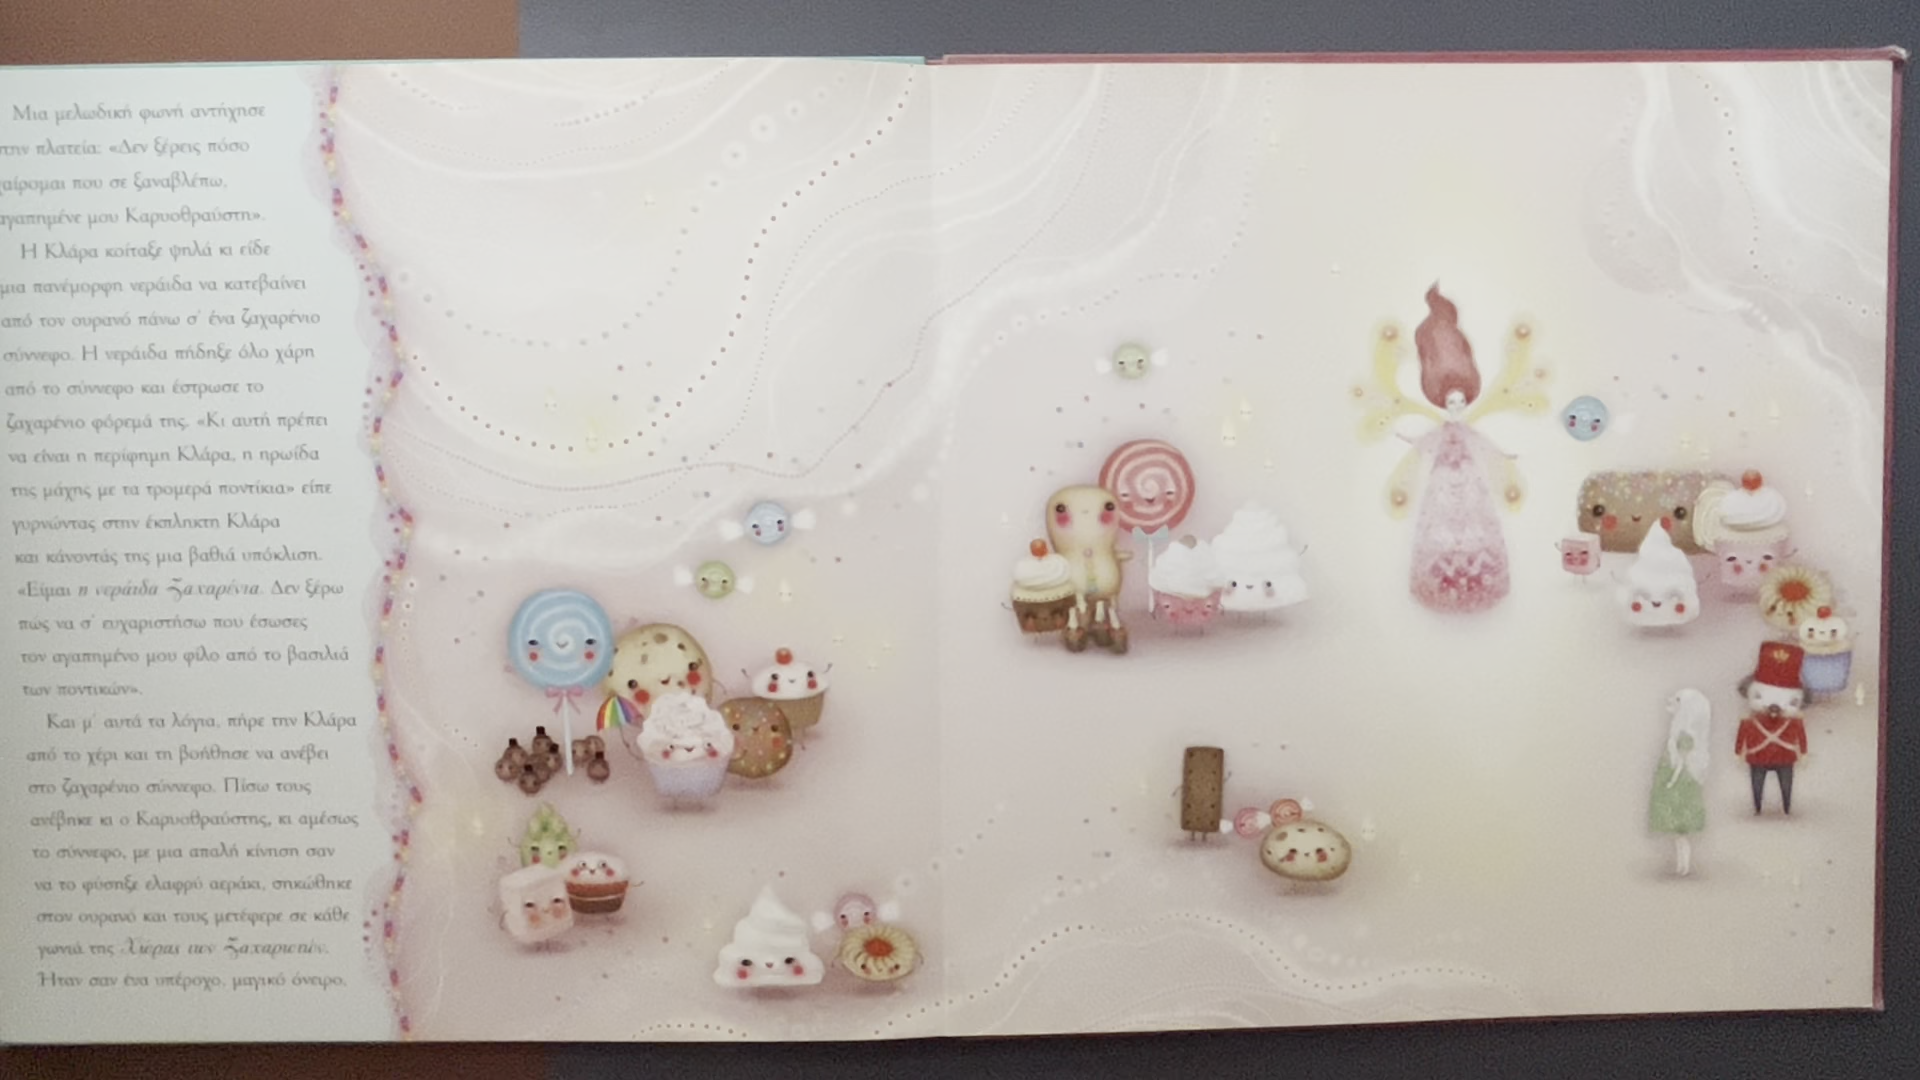 Μια μελωδική φωνή αντήχησε
στην πλατεία: «Δεν ξέρεις πόσο
χαίρομαι που σε ξαναβλέπω,
αγαπημένε μου Καρυοθραύστη».
Η Κλάρα κοίταξε ψηλά κι είδε
μια πανέμορφη νεράιδα να κατεβαίνει
από τον ουρανό πάνω σ' ένα ζαχαρένιο
σύννεφο. Η νεράιδα πήδηξε όλο χάρη
από το σύννεφο και έστρωσε το
ζαχαρένιο φόρεμά της. «Κι αυτή πρέπει
να είναι η περίφημη Κλάρα, η ηρωίδα
της μάχης με τα τρομερά ποντίκια» είπε
γυρνώντας στην έκπληκτη Κλάρα
και κάνοντάς της μια βαθιά υπόκλιση.
«Είμαι η νεράιδα Ζαχαρένια. Δεν ξέρω
πώς να σ' ευχαριστήσω που έσωσες
τον αγαπημένο μου φίλο από το βασιλιά
των ποντικών».
Και μ' αυτά τα λόγια, πήρε την Κλάρα
από το χέρι και τη βοήθησε να ανέβει
στο ζαχαρένιο σύννεφο. Πίσω τους
ανέβηκε κι ο Καρυοθραύστης, κι αμέσως
το σύννεφο, με μια απαλή κίνηση σαν
να το φύσηξε ελαφρύ αεράκι, σηκώθηκε
στον ουρανό και τους μετέφερε σε κάθε
γωνιά της Χώρας των Ζαχαρωτών.
Ήταν σαν ένα υπέροχο, μαγικό όνειρο.